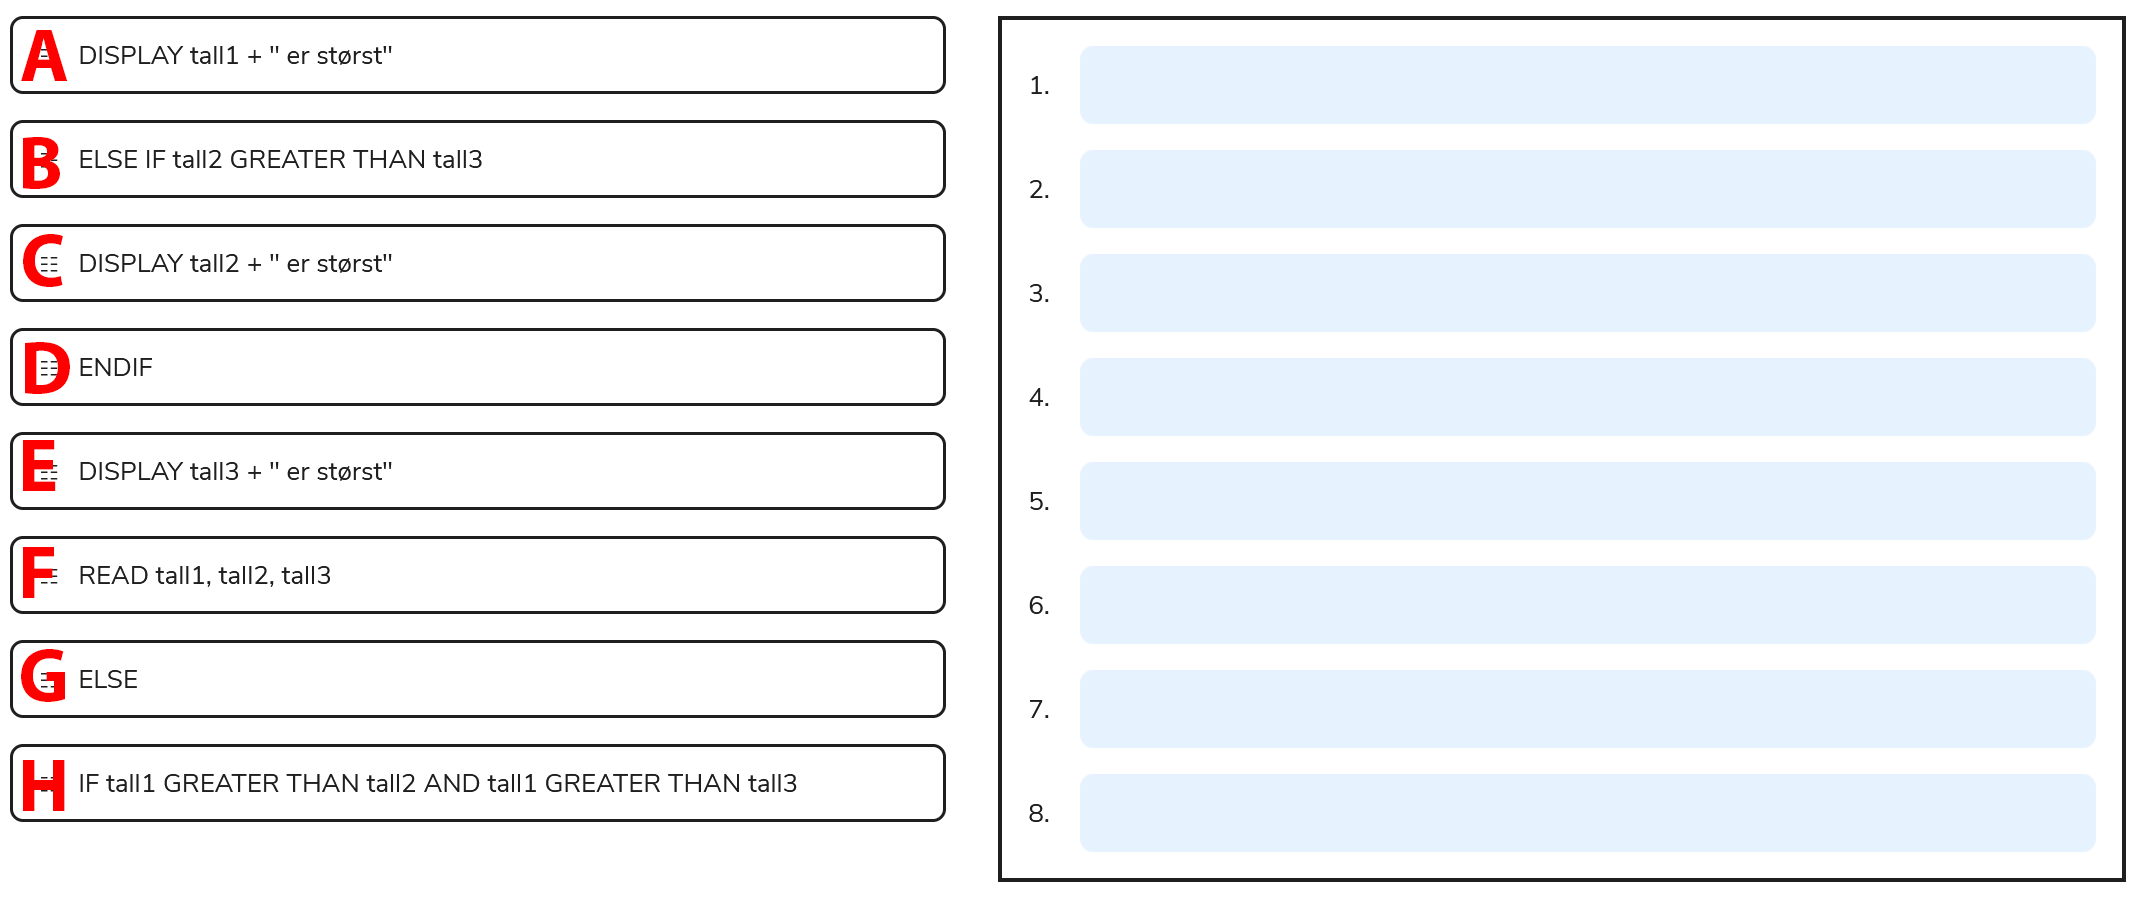 A DISPLAY tall1 + " er størst"
B ELSE IF tall2 GREATER THAN tall3
C DISPLAY tall2 + " er størst"
D ENDIF
E DISPLAY tall3 + " er størst"
F READ tall1, tall2, tall3
G ELSE
H IF tall1 GREATER THAN tall2 AND tall1 GREATER THAN tall3
1.
2.
3.
4.
5.
6.
7.
8.